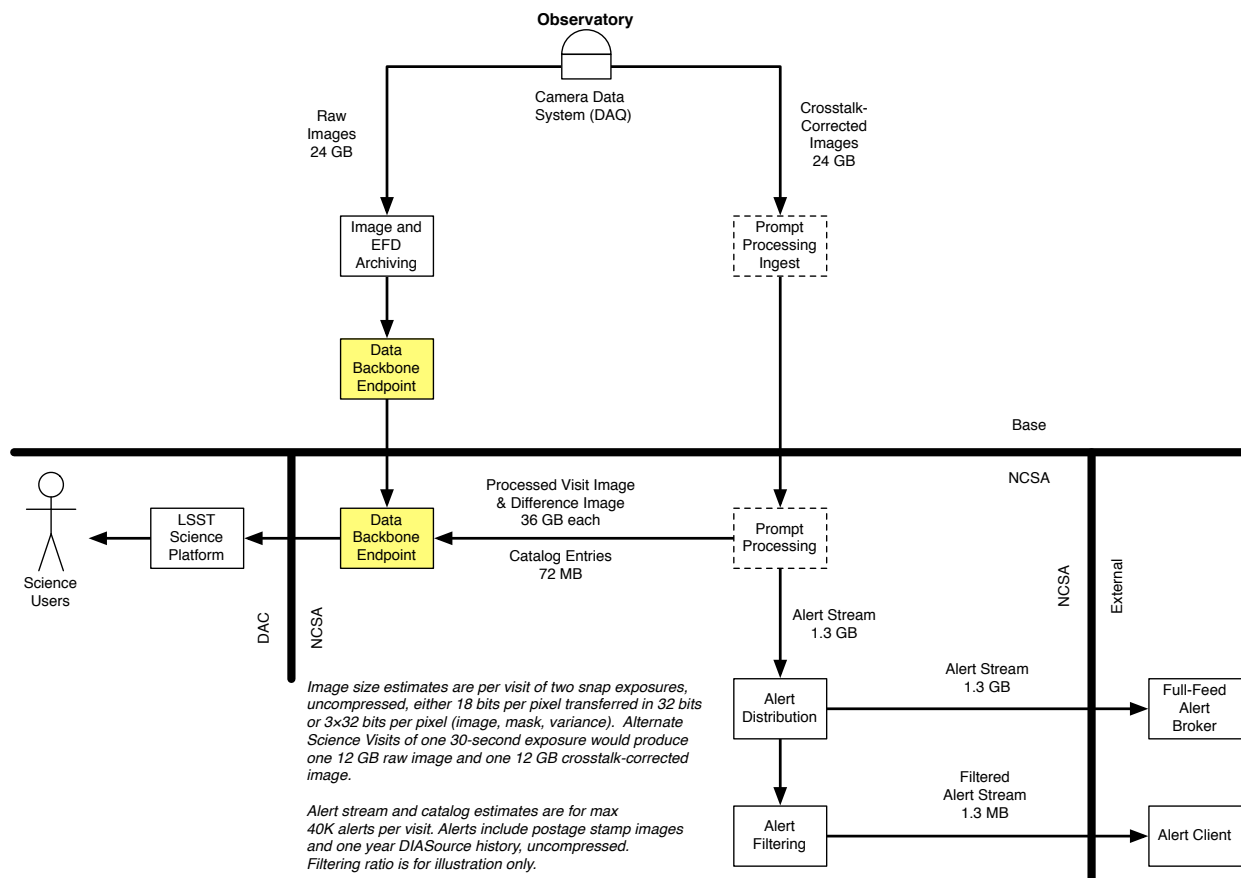 Observatory
Camera Data
System (DAQ)
Raw
Images
24 GB
Crosstalk-
Corrected
Images
24 GB
Image and
EFD
Archiving
Prompt
Processing
Ingest
Data
Backbone
Endpoint
Base
NCSA
Science
Users
LSST
Science
Platform
DAC
NCSA
Data
Backbone
Endpoint
Processed Visit Image
& Difference Image
36 GB each
Catalog Entries
72 MB
Prompt
Processing
NCSA
External
Alert Stream
1.3 GB
Alert
Distribution
Alert Stream
1.3 GB
Full-Feed
Alert
Broker
Alert
Filtering
Filtered
Alert Stream
1.3 MB
Alert Client
Image size estimates are per visit of two snap exposures,
uncompressed, either 18 bits per pixel transferred in 32 bits
or 3×32 bits per pixel (image, mask, variance).  Alternate
Science Visits of one 30-second exposure would produce
one 12 GB raw image and one 12 GB crosstalk-corrected
image.
Alert stream and catalog estimates are for max
40K alerts per visit. Alerts include postage stamp images
and one year DIASource history, uncompressed.
Filtering ratio is for illustration only.